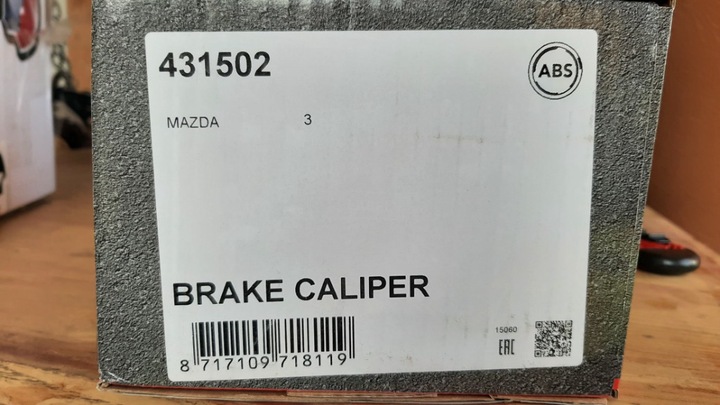 431502
ABS
MAZDA 3
BRAKE CALIPER
8 717109 718119
15060
EAC